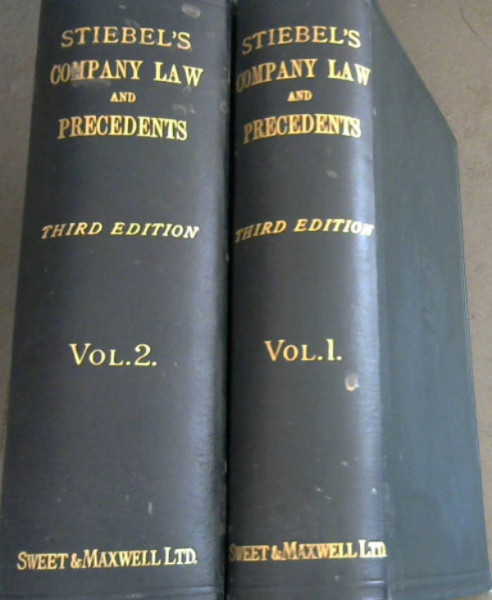 STIEBEL'S
COMPANY LAW
AND
PRECEDENTS
THIRD EDITION
VOL.2.
SWEET & MAXWELL LTD.
STIEBEL'S
COMPANY LAW
AND
PRECEDENTS
THIRD EDITION
VOL.1.
SWEET & MAXWELL LTD